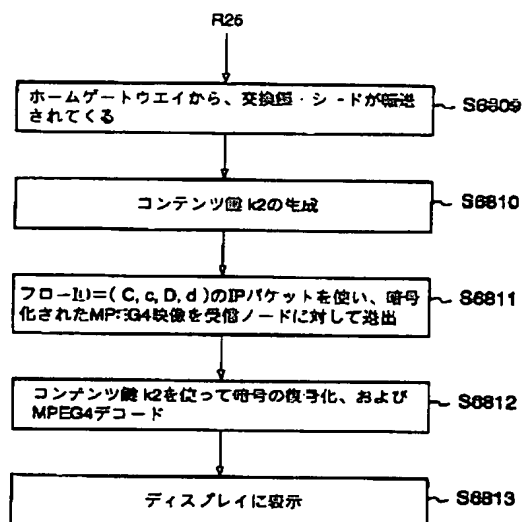 R26
ホームゲートウエイから、交換鍵・シードが転送
されてくる
S6809
コンテンツ鍵 k2の生成
S6810
フローID=( C, c, D, d )のIPパケットを使い、暗号
化されたMPEG4映像を受信ノードに対して送出
S6811
コンテンツ鍵 k2を使って暗号の復号化、および
MPEG4デコード
S6812
ディスプレイに表示
S6813